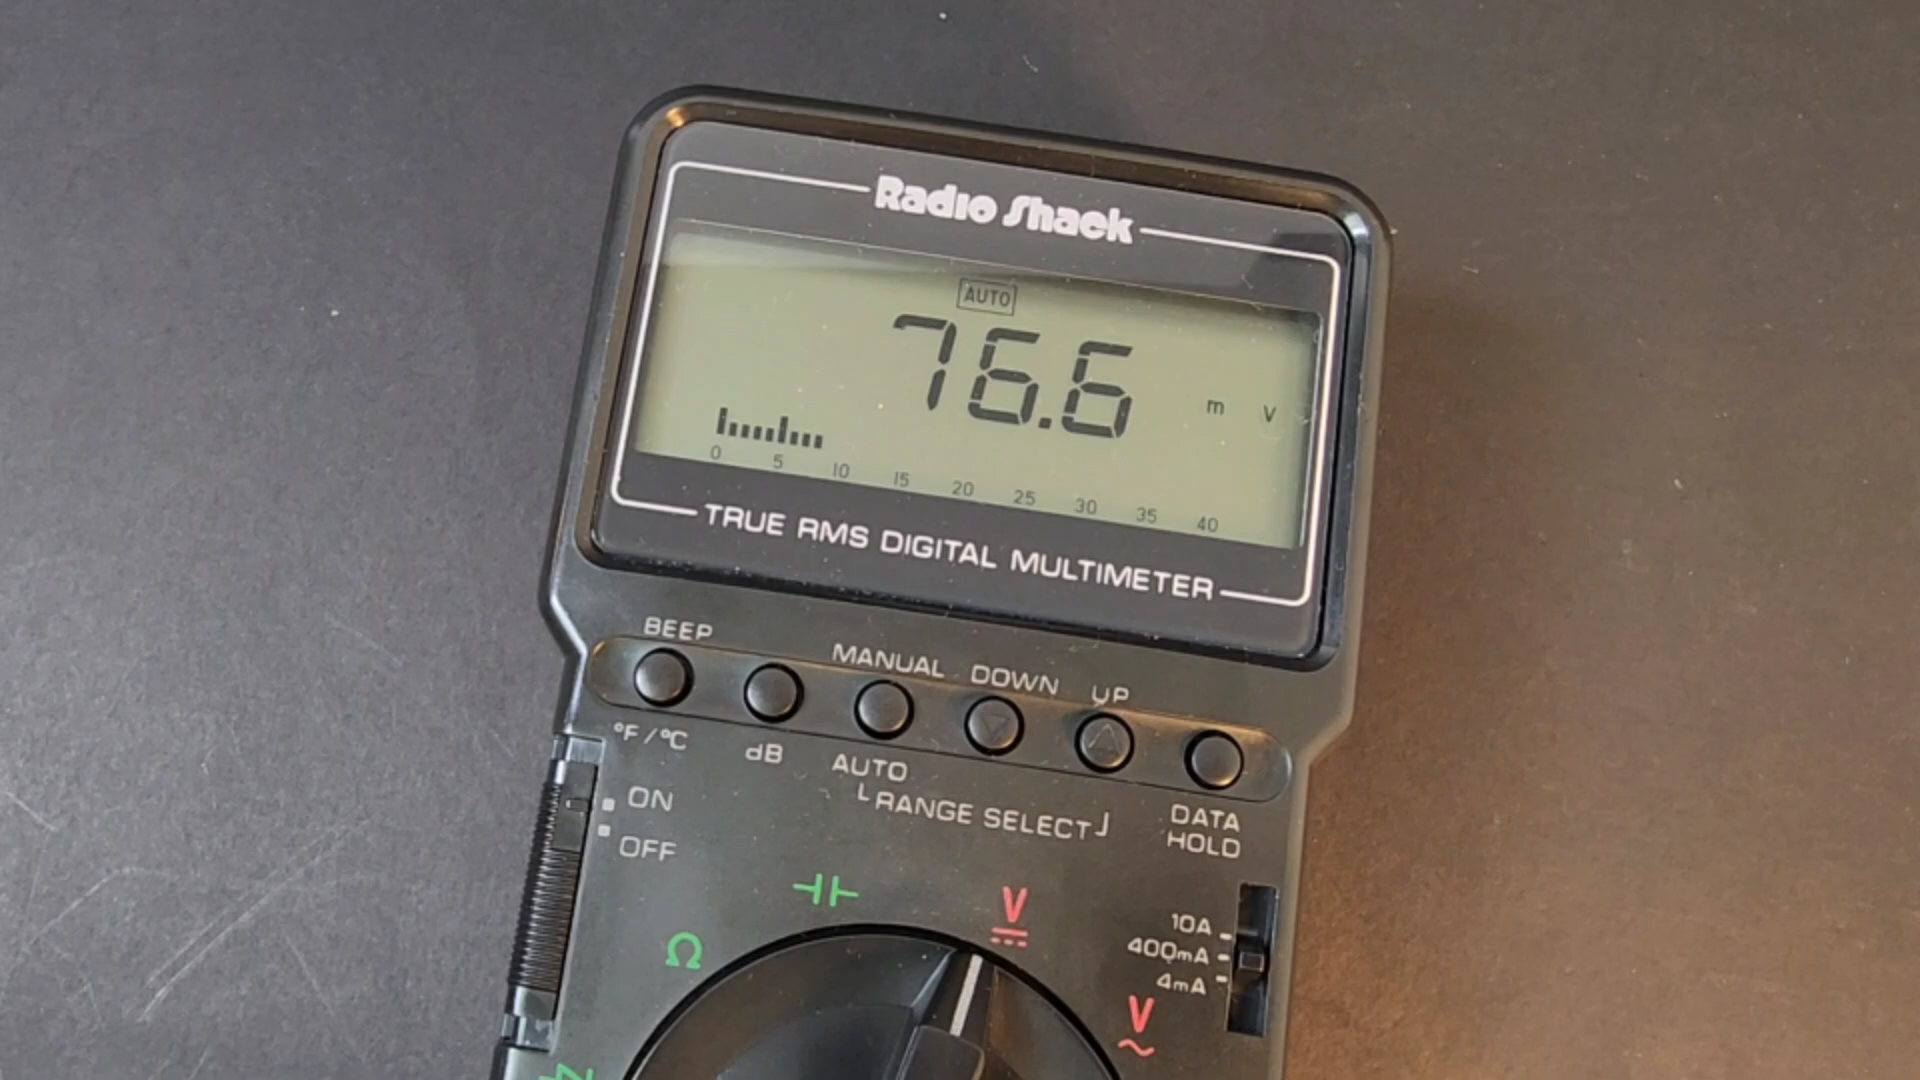 Radio Shack
AUTO
76.6 m V
0 5 10 15 20 25 30 35 40
TRUE RMS DIGITAL MULTIMETER
BEEP MANUAL DOWN UP
°F/°C dB AUTO RANGE SELECT DATA HOLD
ON
OFF
V
Ω
10A
400mA
4mA
V